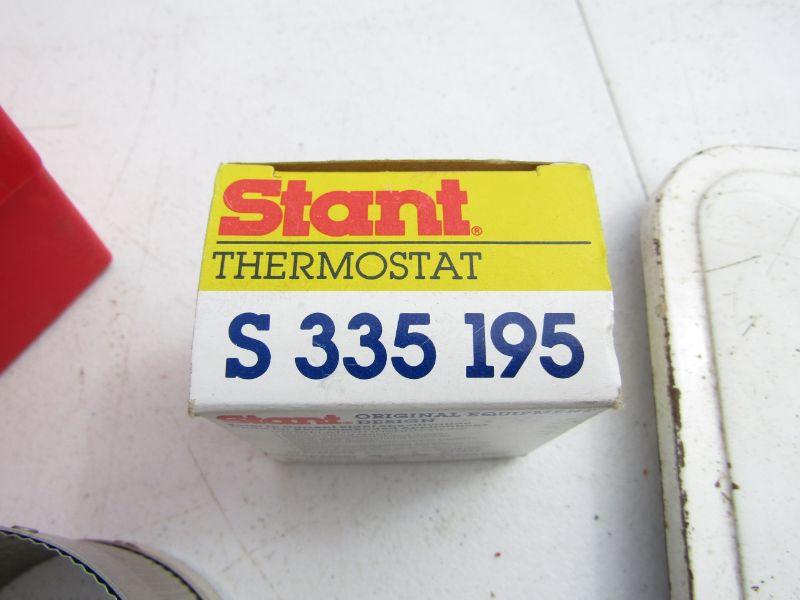 Stant®
THERMOSTAT
S 335 195
Stant® ORIGINAL EQUIPMENT
DESIGN